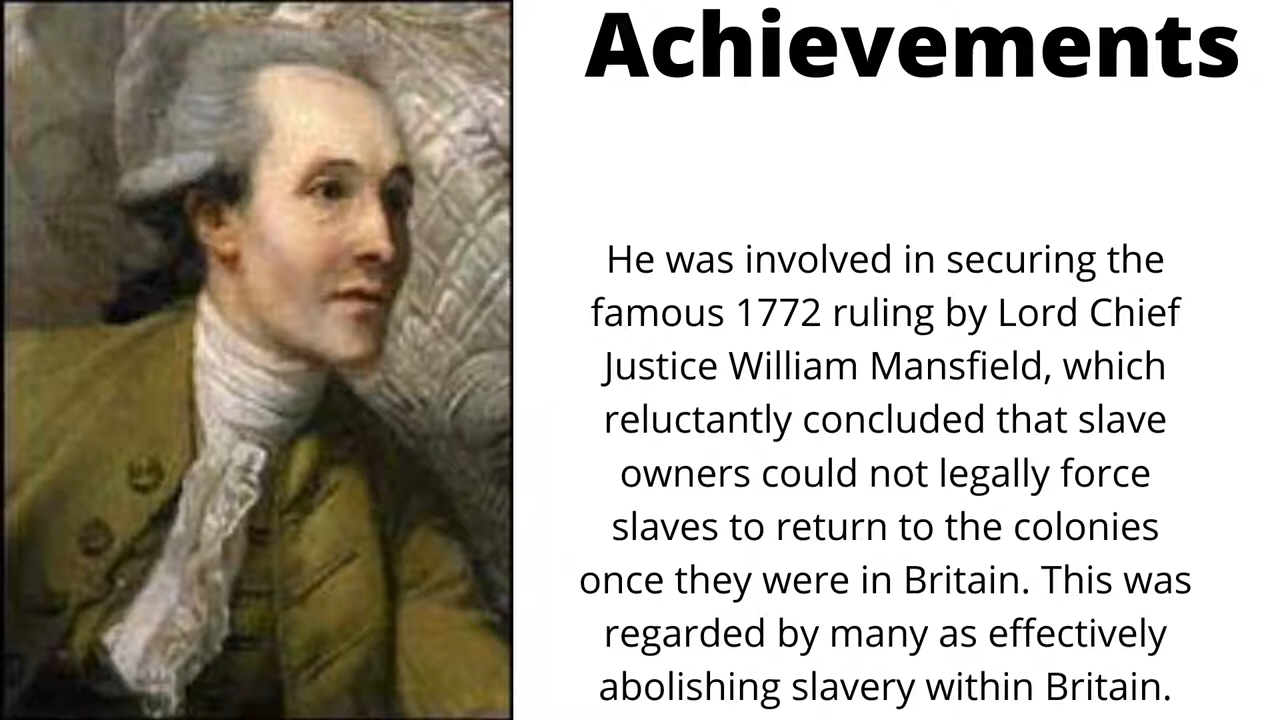 Achievements
He was involved in securing the
famous 1772 ruling by Lord Chief
Justice William Mansfield, which
reluctantly concluded that slave
owners could not legally force
slaves to return to the colonies
once they were in Britain. This was
regarded by many as effectively
abolishing slavery within Britain.